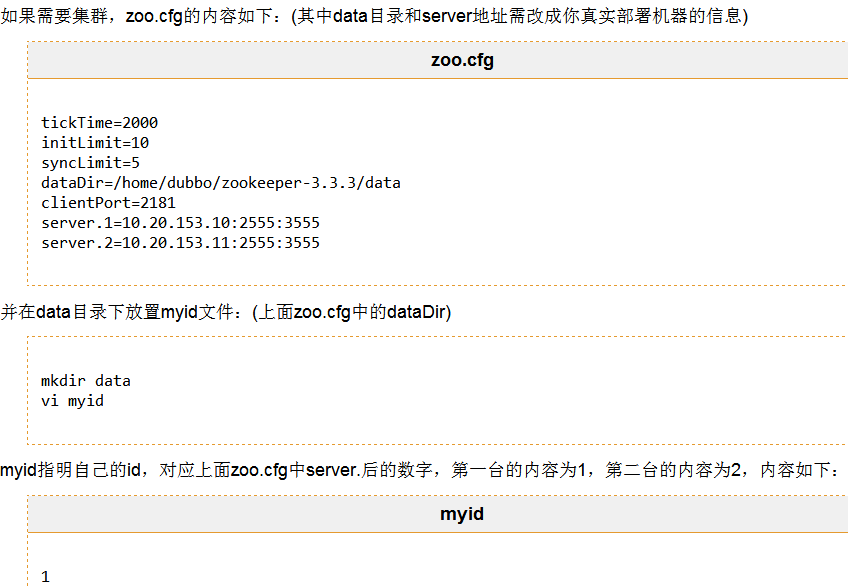 如果需要集群，zoo.cfg的内容如下：(其中data目录和server地址需改成你真实部署机器的信息)
zoo.cfg
tickTime=2000
initLimit=10
syncLimit=5
dataDir=/home/dubbo/zookeeper-3.3.3/data
clientPort=2181
server.1=10.20.153.10:2555:3555
server.2=10.20.153.11:2555:3555
并在data目录下放置myid文件：(上面zoo.cfg中的dataDir)
mkdir data
vi myid
myid指明自己的id，对应上面zoo.cfg中server.后的数字，第一台的内容为1，第二台的内容为2，内容如下：
myid
1